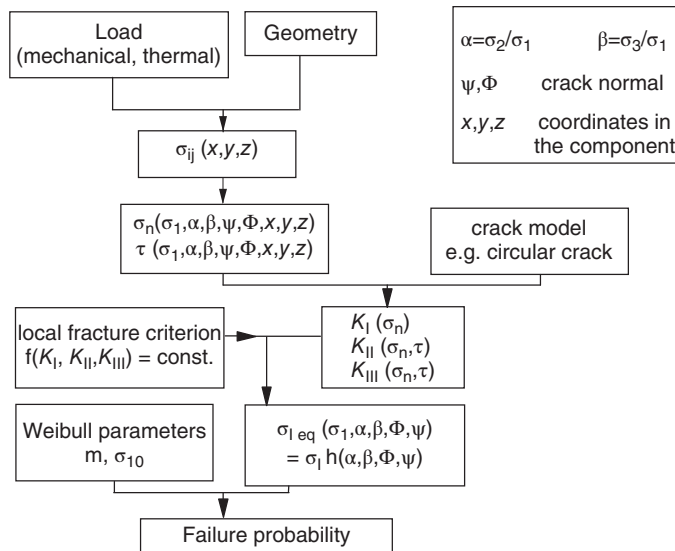 Load
(mechanical, thermal)
Geometry
α=σ₂/σ₁ β=σ₃/σ₁
ψ,Φ crack normal
x,y,z coordinates in
the component
σij (x,y,z)
σn(σ₁,α,β,ψ,Φ,x,y,z)
τ (σ₁,α,β,ψ,Φ,x,y,z)
crack model
e.g. circular crack
local fracture criterion
f(KI, KII,KIII) = const.
KI (σn)
KII (σn,τ)
KIII (σn,τ)
Weibull parameters
m, σ₁₀
σI eq (σ₁,α,β,Φ,ψ)
= σI h(α,β,Φ,ψ)
Failure probability